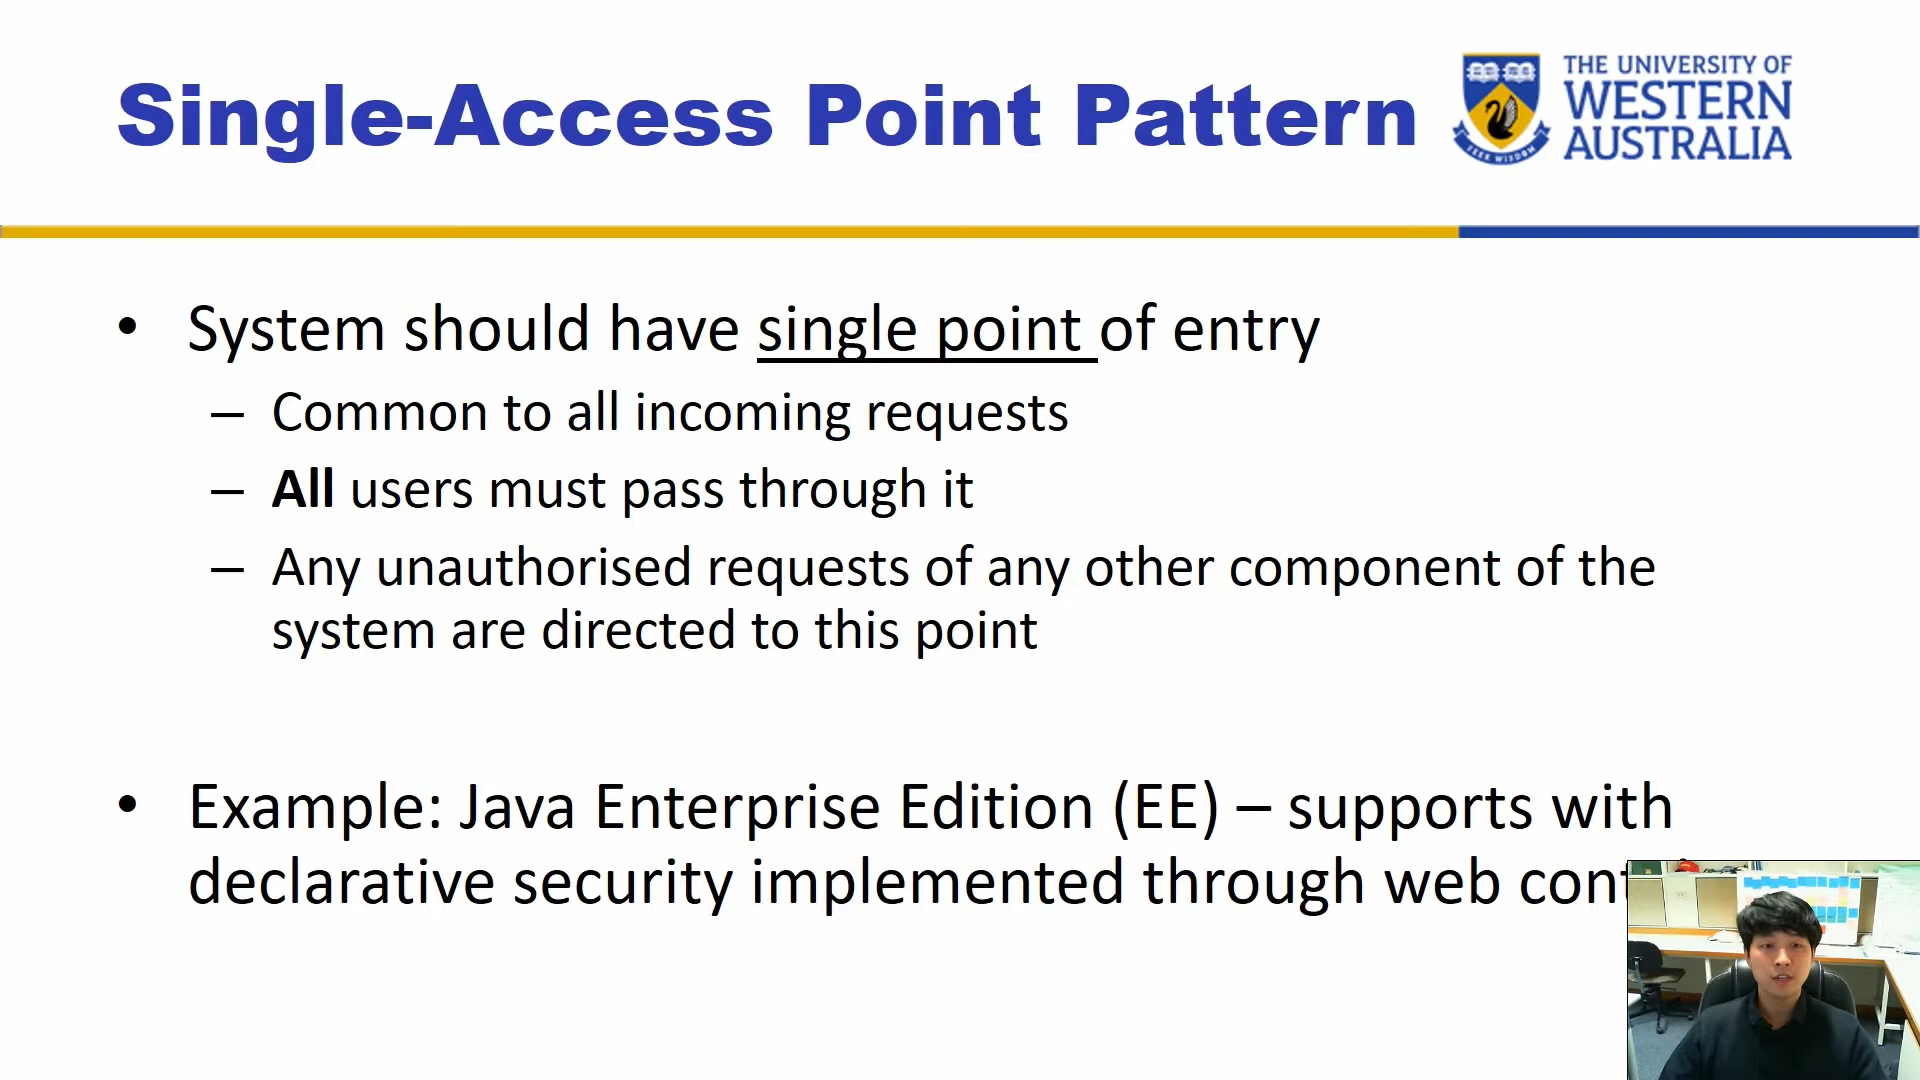 Single-Access Point Pattern
THE UNIVERSITY OF
WESTERN
AUSTRALIA
SEEK WISDOM
• System should have single point of entry
– Common to all incoming requests
– All users must pass through it
– Any unauthorised requests of any other component of the
system are directed to this point
• Example: Java Enterprise Edition (EE) – supports with
declarative security implemented through web